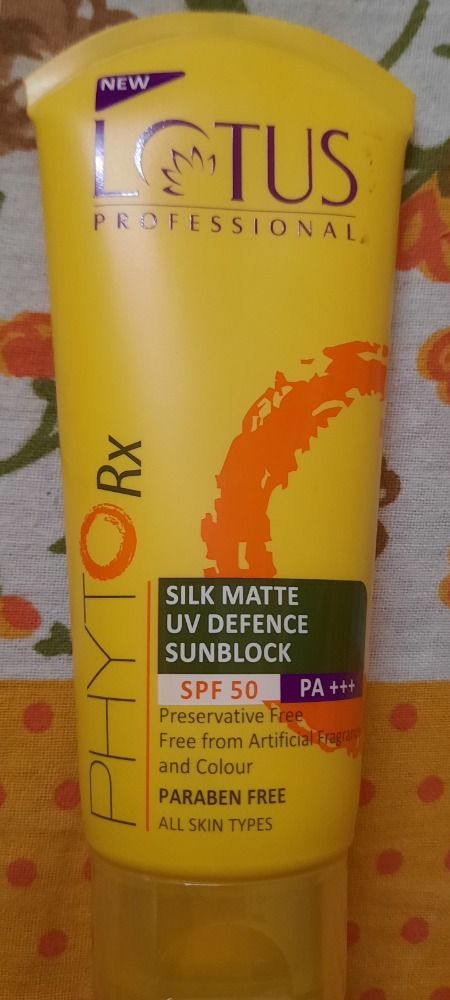 NEW
LOTUS
PROFESSIONAL
PHYTO Rx
SILK MATTE
UV DEFENCE
SUNBLOCK
SPF 50 PA +++
Preservative Free
Free from Artificial Fragrance
and Colour
PARABEN FREE
ALL SKIN TYPES